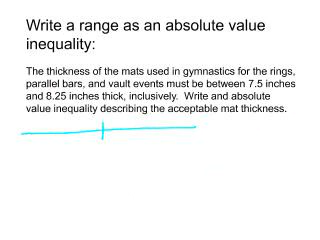 Write a range as an absolute value
inequality:
The thickness of the mats used in gymnastics for the rings,
parallel bars, and vault events must be between 7.5 inches
and 8.25 inches thick, inclusively.  Write and absolute
value inequality describing the acceptable mat thickness.